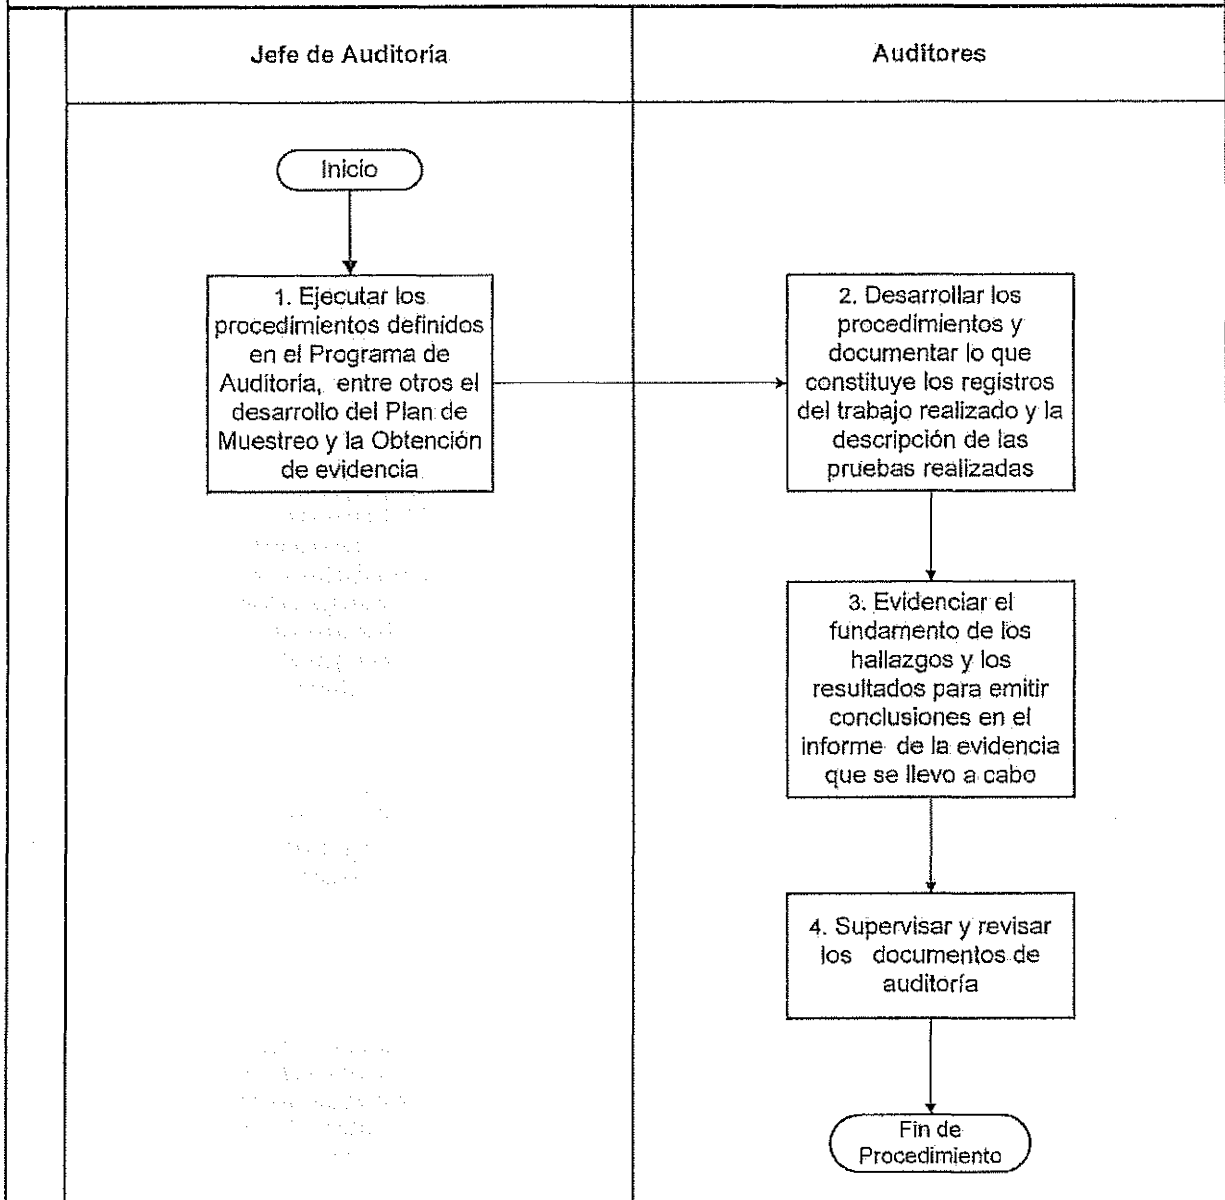 Jefe de Auditoría
Auditores
Inicio
1. Ejecutar los
procedimientos definidos
en el Programa de
Auditoría, entre otros el
desarrollo del Plan de
Muestreo y la Obtención
de evidencia
2. Desarrollar los
procedimientos y
documentar lo que
constituye los registros
del trabajo realizado y la
descripción de las
pruebas realizadas
3. Evidenciar el
fundamento de los
hallazgos y los
resultados para emitir
conclusiones en el
informe de la evidencia
que se llevo a cabo
4. Supervisar y revisar
los documentos de
auditoría
Fin de
Procedimiento